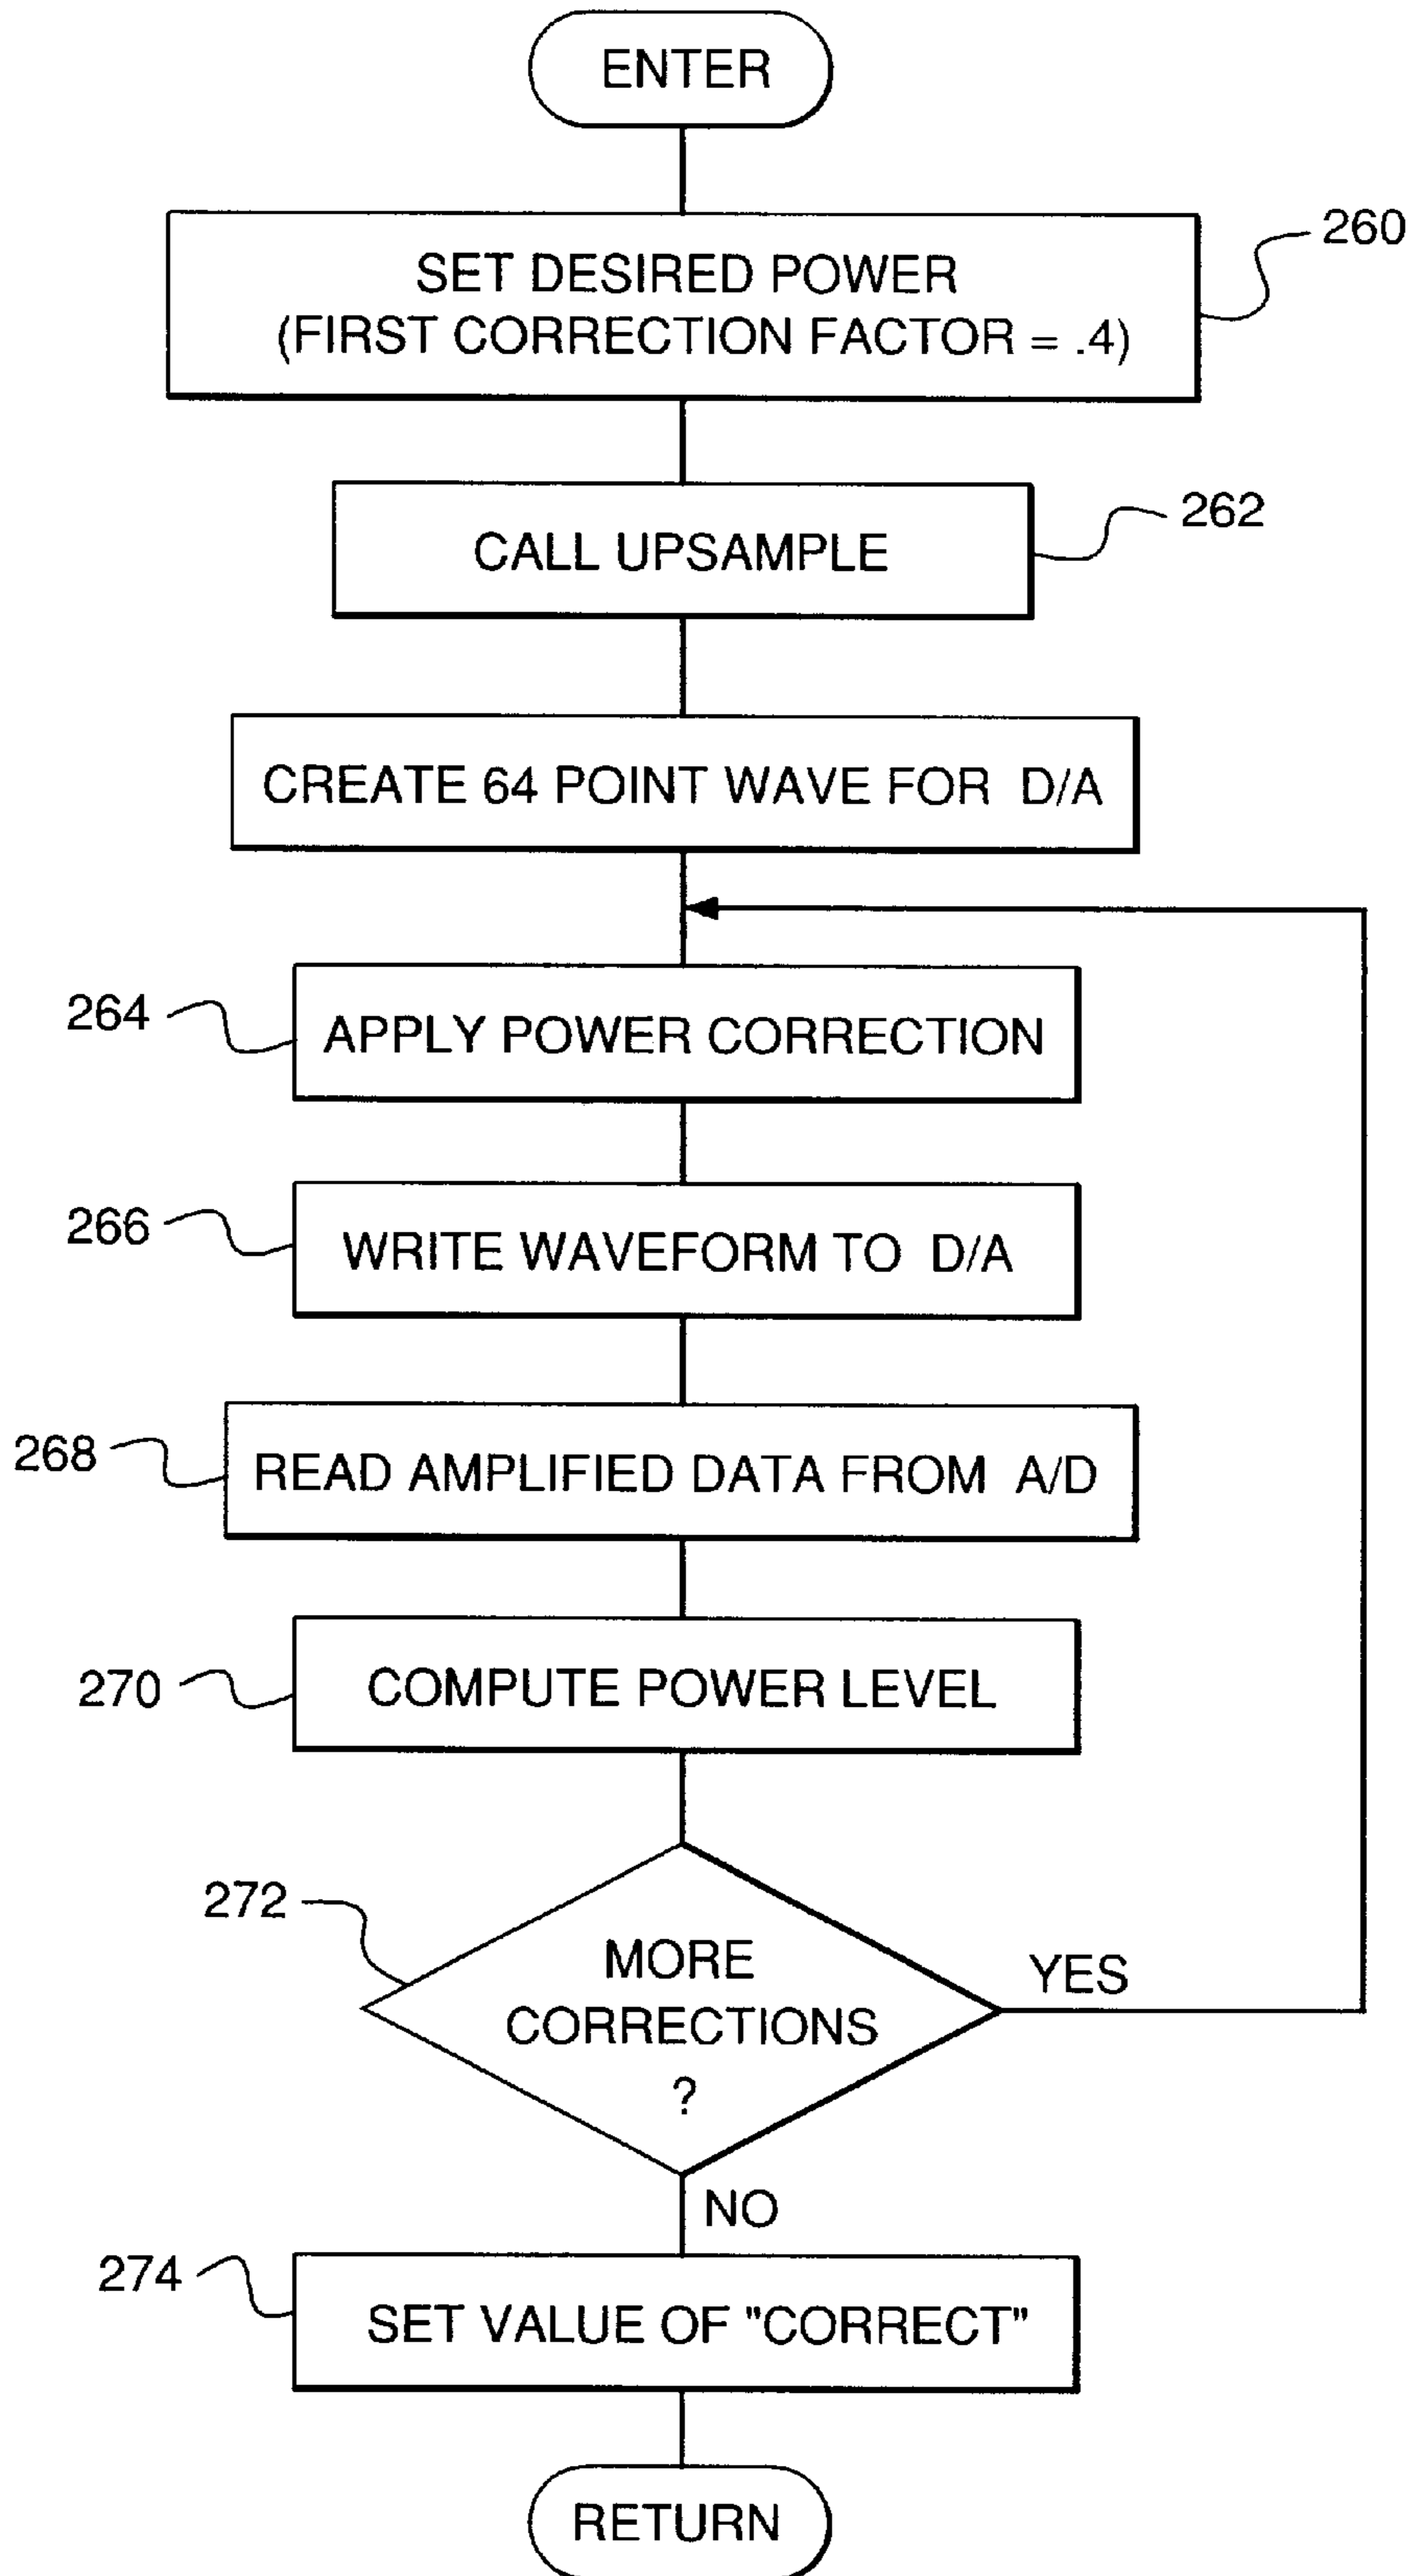 ENTER
SET DESIRED POWER
(FIRST CORRECTION FACTOR = .4)
260
CALL UPSAMPLE
262
CREATE 64 POINT WAVE FOR D/A
264
APPLY POWER CORRECTION
266
WRITE WAVEFORM TO D/A
268
READ AMPLIFIED DATA FROM A/D
270
COMPUTE POWER LEVEL
272
MORE
CORRECTIONS
?
YES
NO
274
SET VALUE OF "CORRECT"
RETURN